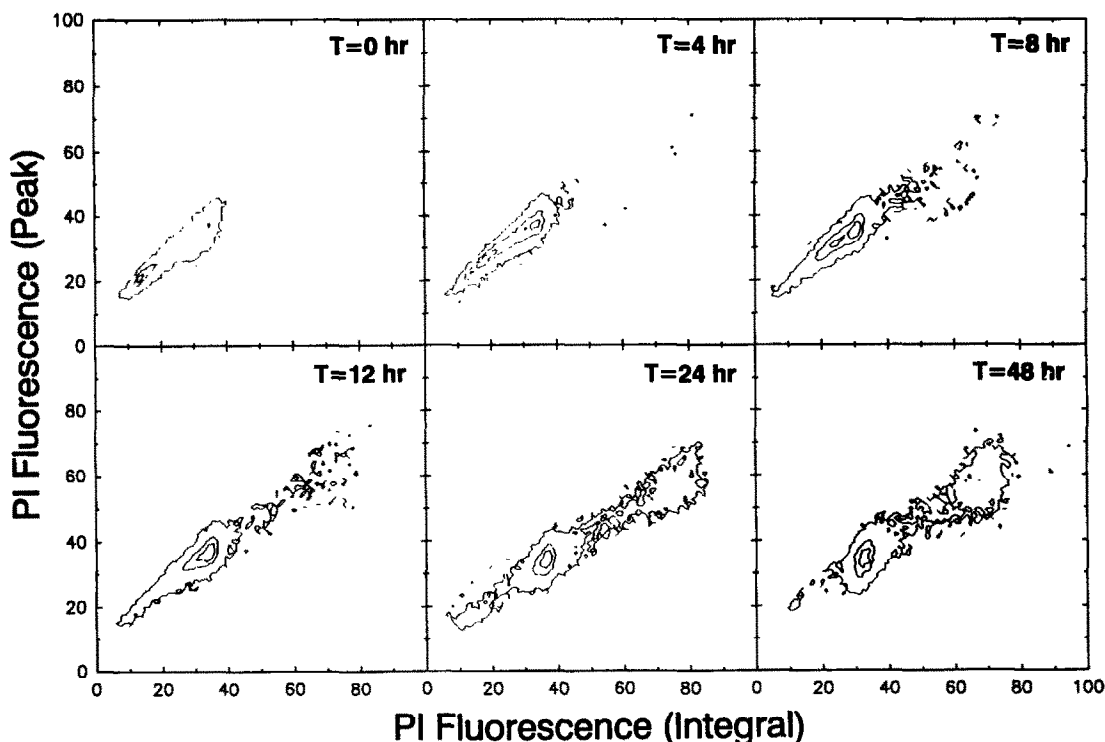 T=0 hr
T=4 hr
T=8 hr
100
80
60
40
20
0
T=12 hr
T=24 hr
T=48 hr
80
60
40
20
0
0 20 40 60 80 0 20 40 60 80 0 20 40 60 80 100
PI Fluorescence (Peak)
PI Fluorescence (Integral)